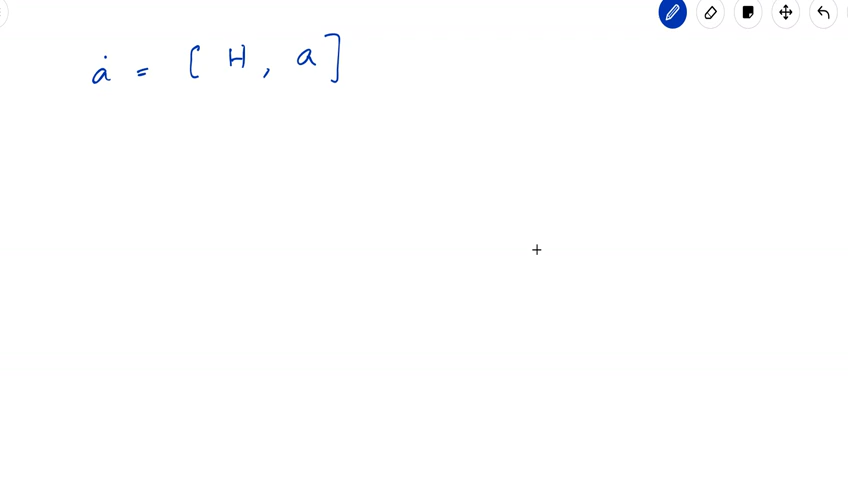 ȧ = [ H , a ]